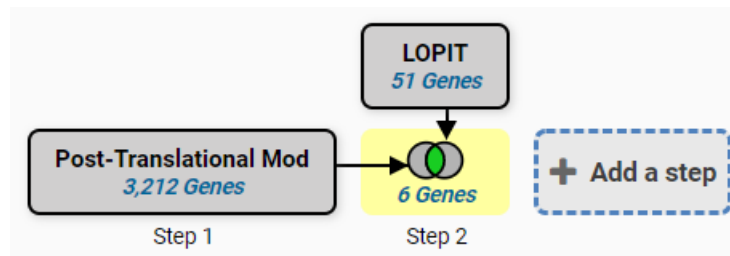 LOPIT
51 Genes
Post-Translational Mod
3,212 Genes
6 Genes
+ Add a step
Step 1
Step 2